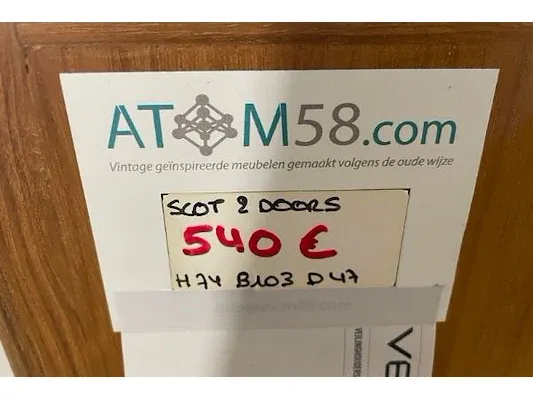 ATOM58.com
Vintage geïnspireerde meubelen gemaakt volgens de oude wijze
SCOT 2 DOORS
540 €
H74 B103 D47